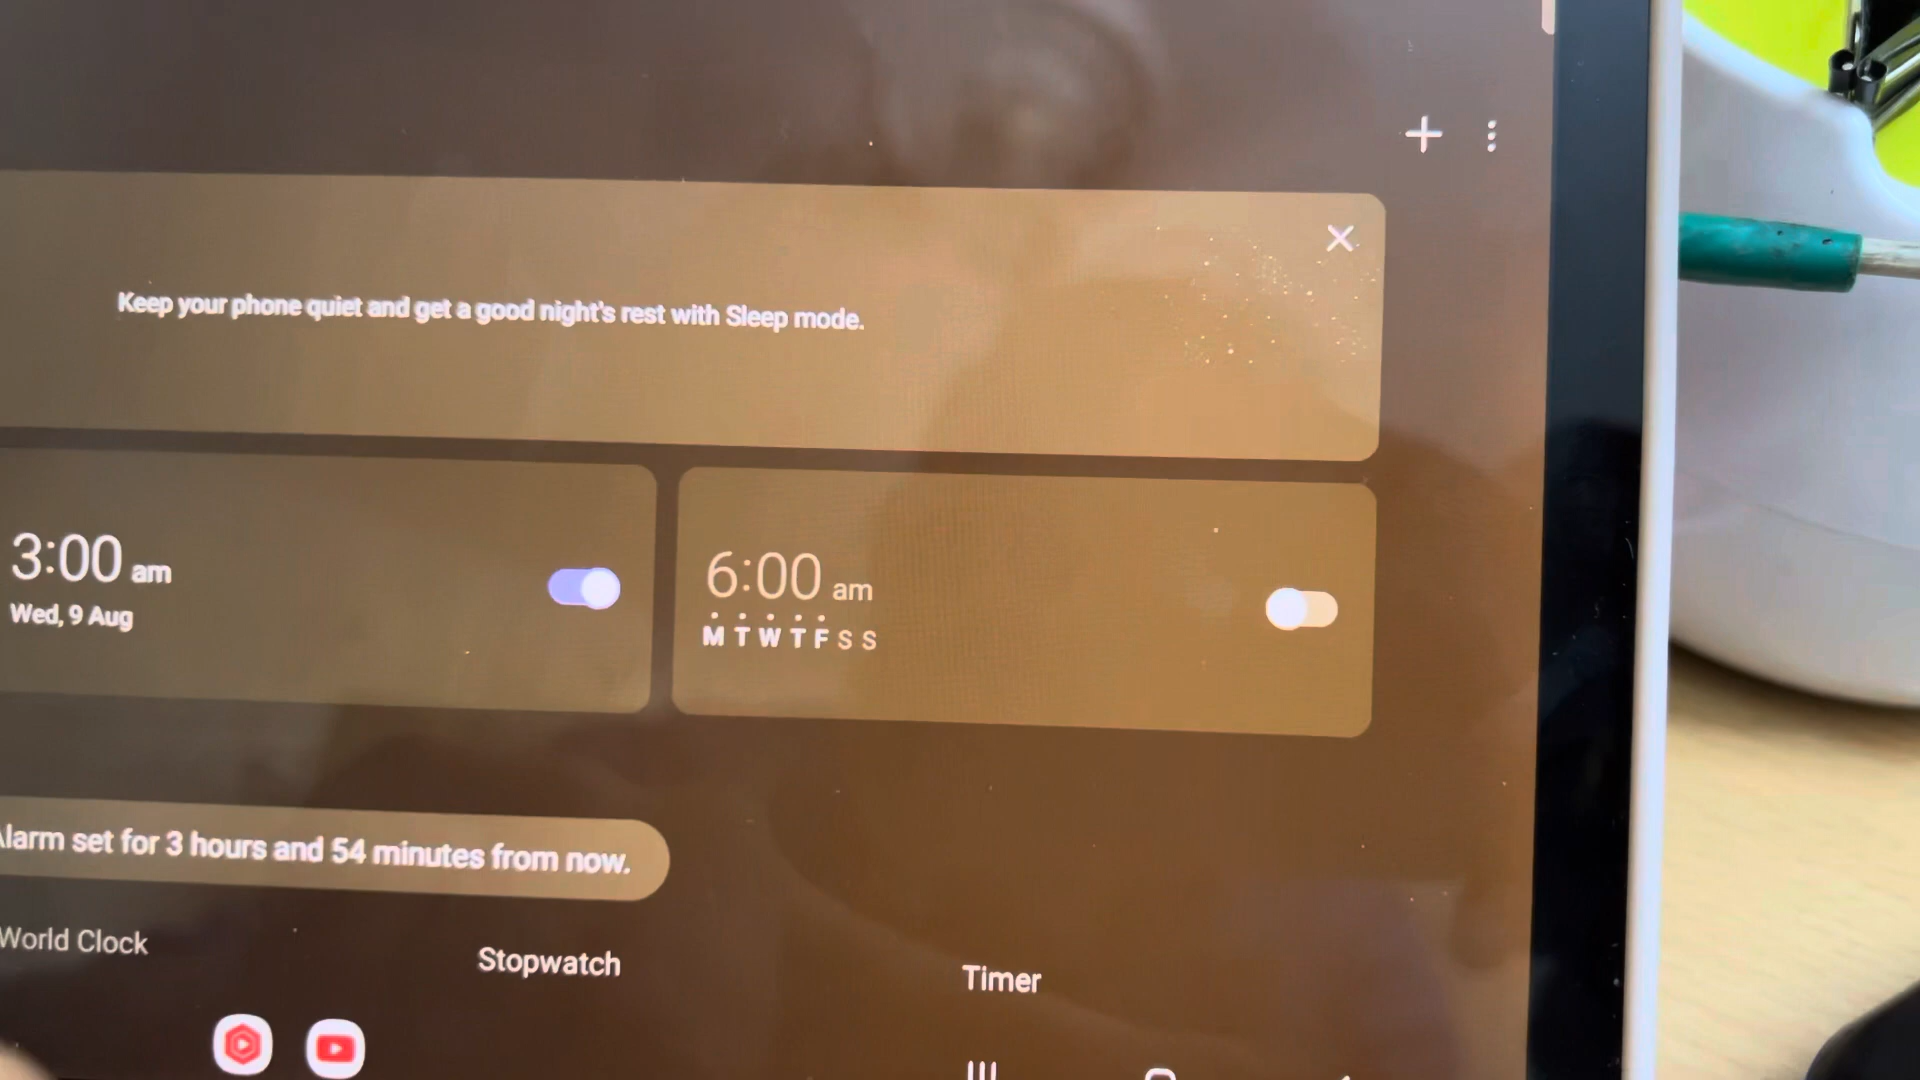 Keep your phone quiet and get a good night's rest with Sleep mode.
3:00 am
Wed, 9 Aug
6:00 am
M T W T F S S
larm set for 3 hours and 54 minutes from now.
World Clock
Stopwatch
Timer